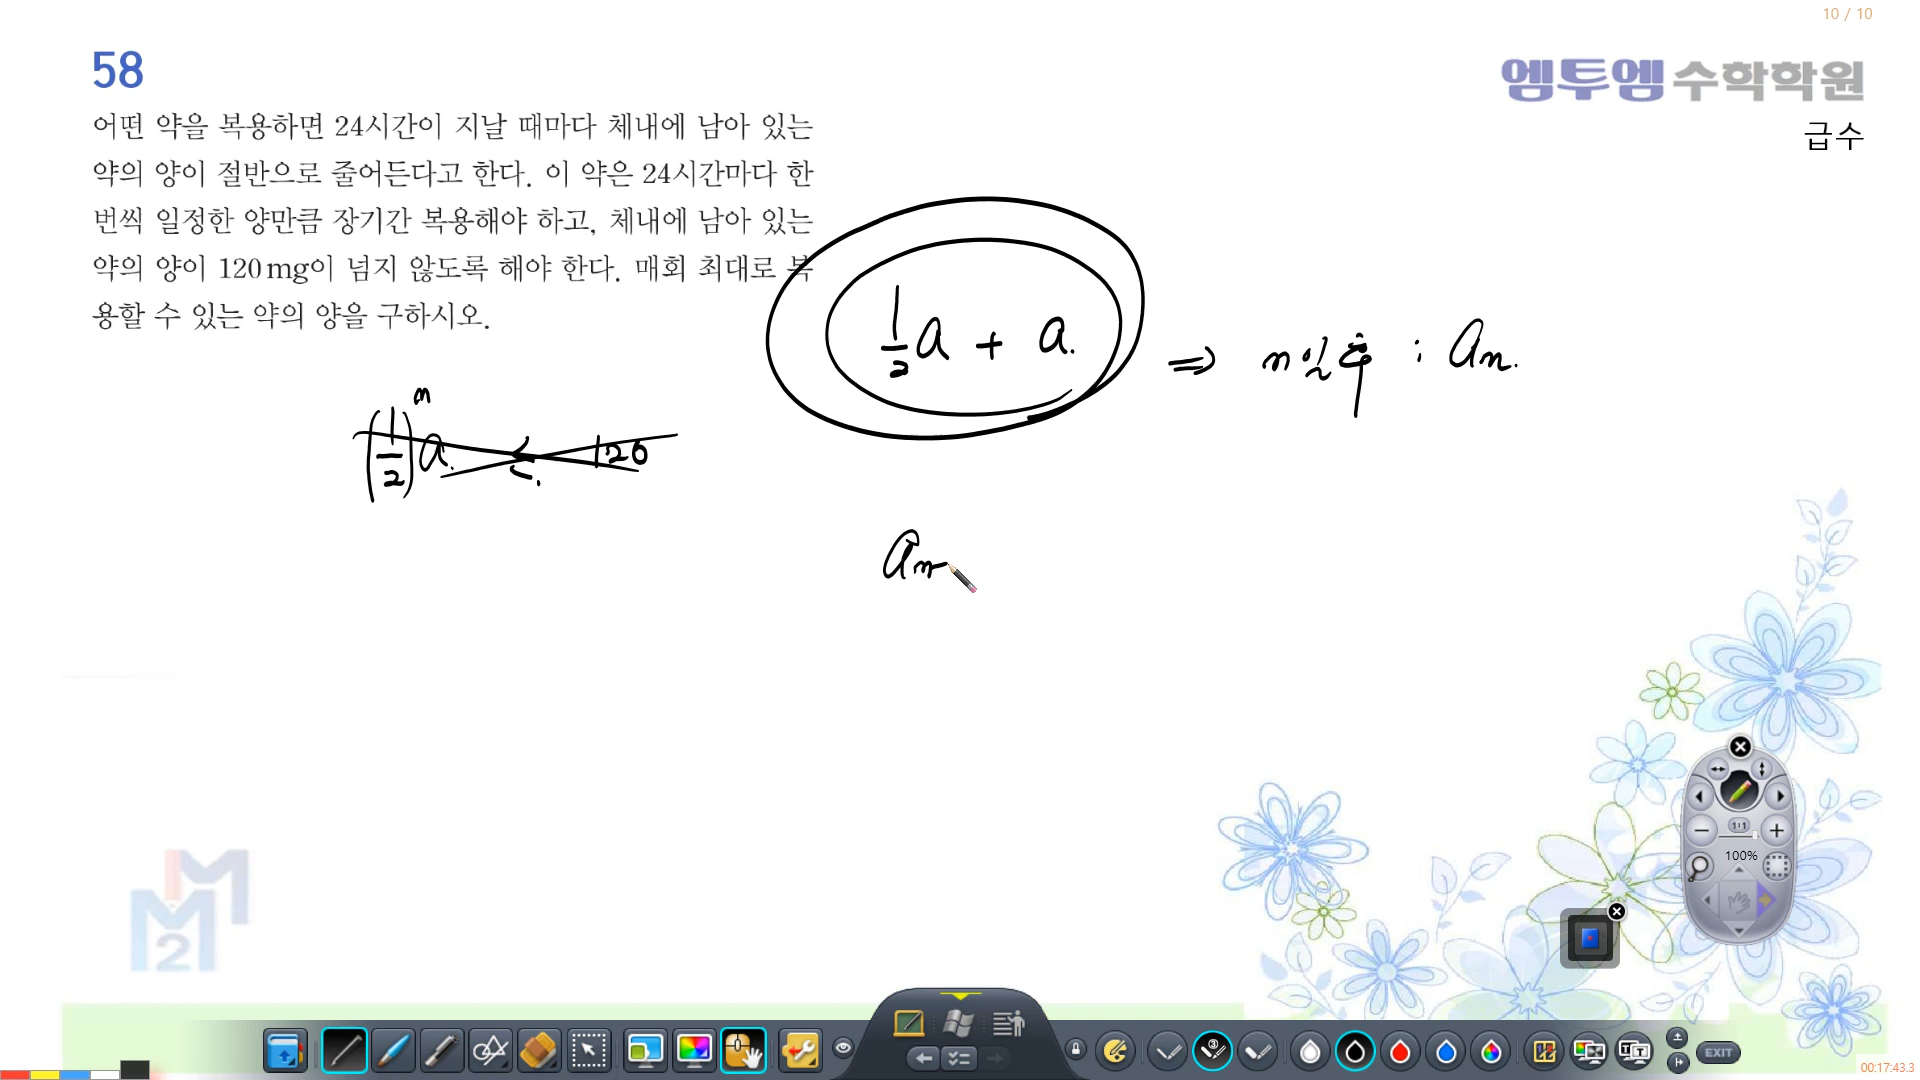 10 / 10
58
엠투엠 수학학원
급수
어떤 약을 복용하면 24시간이 지날 때마다 체내에 남아 있는
약의 양이 절반으로 줄어든다고 한다. 이 약은 24시간마다 한
번씩 일정한 양만큼 장기간 복용해야 하고, 체내에 남아 있는
약의 양이 120 mg이 넘지 않도록 해야 한다. 매회 최대로 복
용할 수 있는 약의 양을 구하시오.
1/2 a + a. ⇒ n일후 : an.
(1/2)^n a. ≤ 120
an
M
M
2
1:1
100%
EXIT
00:17:43.3